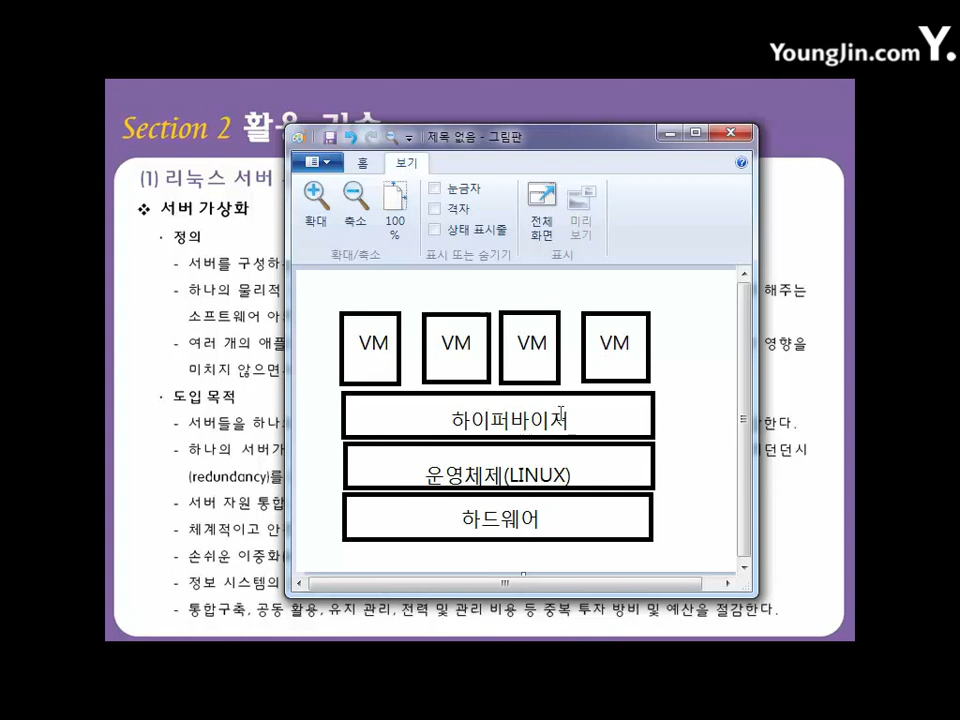 YoungJin.com Y.
Section 2
제목 없음 - 그림판
홈
보기
(1) 리눅스 서버
확대
축소
100 %
눈금자
격자
상태 표시줄
전체 화면
미리 보기
확대/축소
표시 또는 숨기기
표시
❖ 서버 가상화
· 정의
- 서버를 구성하
- 하나의 물리적
해주는
소프트웨어
- 여러 개의
영향을
미치지 않으면
· 도입 목적
- 서버들을 하나
한다.
- 하나의 서버가
(redundancy)를
- 서버 자원 통합
- 체계적이고
- 손쉬운 이중화
- 정보 시스템의
- 통합구축, 공동 활용, 유지 관리, 전력 및 관리 비용 등 중복 투자 방비 및 예산을 절감한다.
VM VM VM VM
하이퍼바이저
운영체제(LINUX)
하드웨어